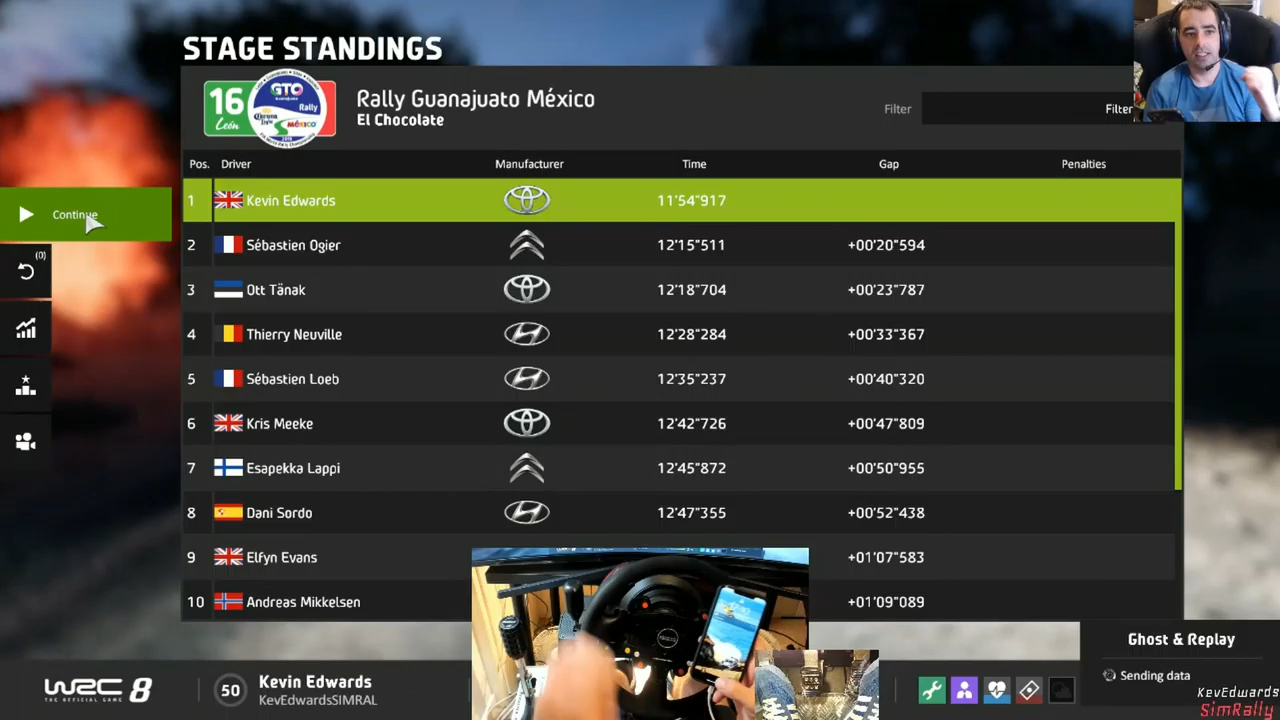 STAGE STANDINGS
16
León
GTO
Rally
MÉXICO
Rally Guanajuato México
El Chocolate
Filter
Filter
Pos. Driver Manufacturer Time Gap Penalties
1 Kevin Edwards 11'54"917
Continue
2 Sébastien Ogier 12'15"511 +00'20"594
(0)
3 Ott Tänak 12'18"704 +00'23"787
4 Thierry Neuville 12'28"284 +00'33"367
5 Sébastien Loeb 12'35"237 +00'40"320
6 Kris Meeke 12'42"726 +00'47"809
7 Esapekka Lappi 12'45"872 +00'50"955
8 Dani Sordo 12'47"355 +00'52"438
9 Elfyn Evans +01'07"583
10 Andreas Mikkelsen +01'09"089
Ghost & Replay
Sending data
WRC 8
THE OFFICIAL GAME
50
Kevin Edwards
KevEdwardsSIMRAL
KevEdwards
SimRally